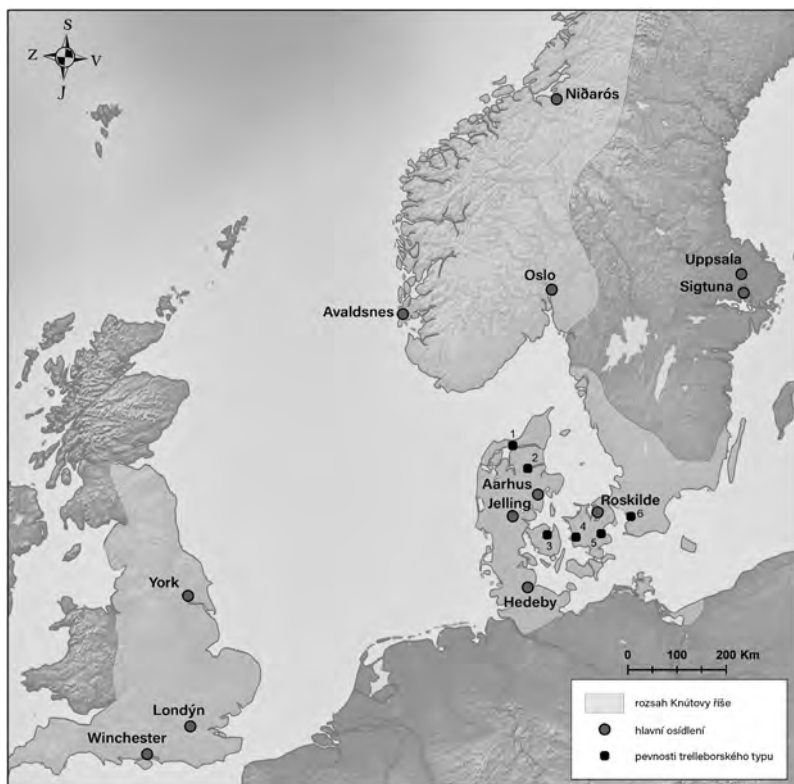 S
Z V
J
Niðarós
Uppsala
Oslo
Sigtuna
Avaldsnes
1
2
Aarhus
Jelling
Roskilde
6
4
3
5
York
Hedeby
0 100 200 Km
Londýn
Winchester
rozsah Knútovy říše
hlavní osídlení
pevnosti trelleborského typu